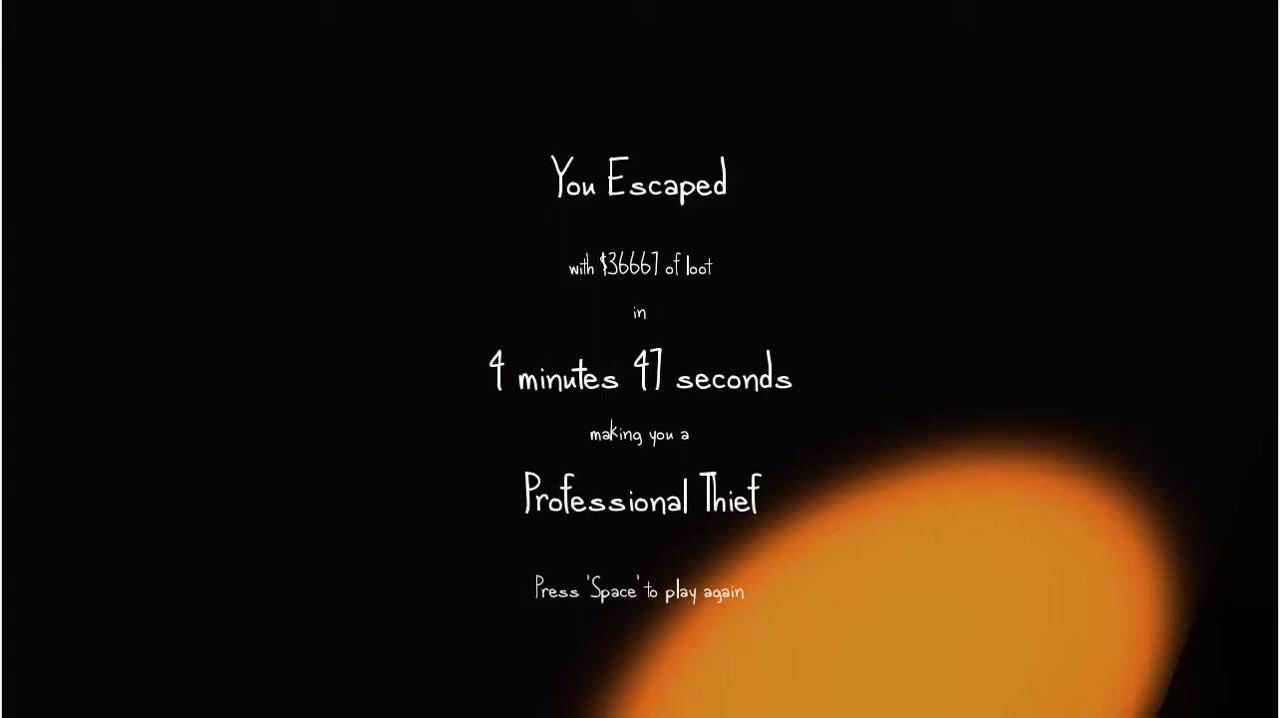 You Escaped
with $36667 of loot
in
4 minutes 47 seconds
making you a
Professional Thief
Press 'Space' to play again